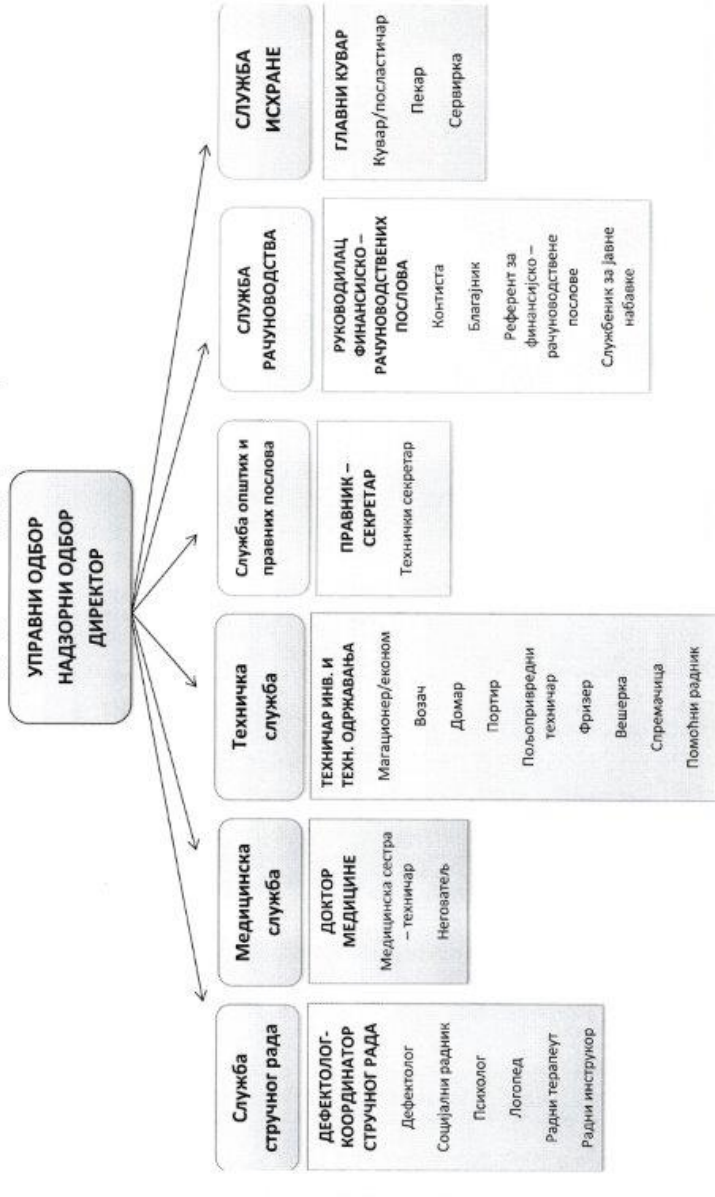 УПРАВНИ ОДБОР
НАДЗОРНИ ОДБОР
ДИРЕКТОР
Служба
стручног рада
ДЕФЕКТОЛОГ-
КООРДИНАТОР
СТРУЧНОГ РАДА
Дефектолог
Социјални радник
Психолог
Логопед
Радни терапеут
Радни инструкор
Медицинска
служба
ДОКТОР
МЕДИЦИНЕ
Медицинска сестра
– техничар
Неговатељ
Техничка
служба
ТЕХНИЧАР ИНВ. И
ТЕХН. ОДРЖАВАЊА
Магационер/економ
Возач
Домар
Портир
Пољопривредни
техничар
Фризер
Вешерка
Спремачица
Помоћни радник
Служба општих и
правних послова
ПРАВНИК –
СЕКРЕТАР
Технички секретар
СЛУЖБА
РАЧУНОВОДСТВА
РУКОВОДИЛАЦ
ФИНАНСИЈСКО –
РАЧУНОВОДСТВЕНИХ
ПОСЛОВА
Контиста
Благајник
Референт за
финансијско –
рачуноводствене
послове
Службеник за јавне
набавке
СЛУЖБА
ИСХРАНЕ
ГЛАВНИ КУВАР
Кувар/посластичар
Пекар
Сервирка